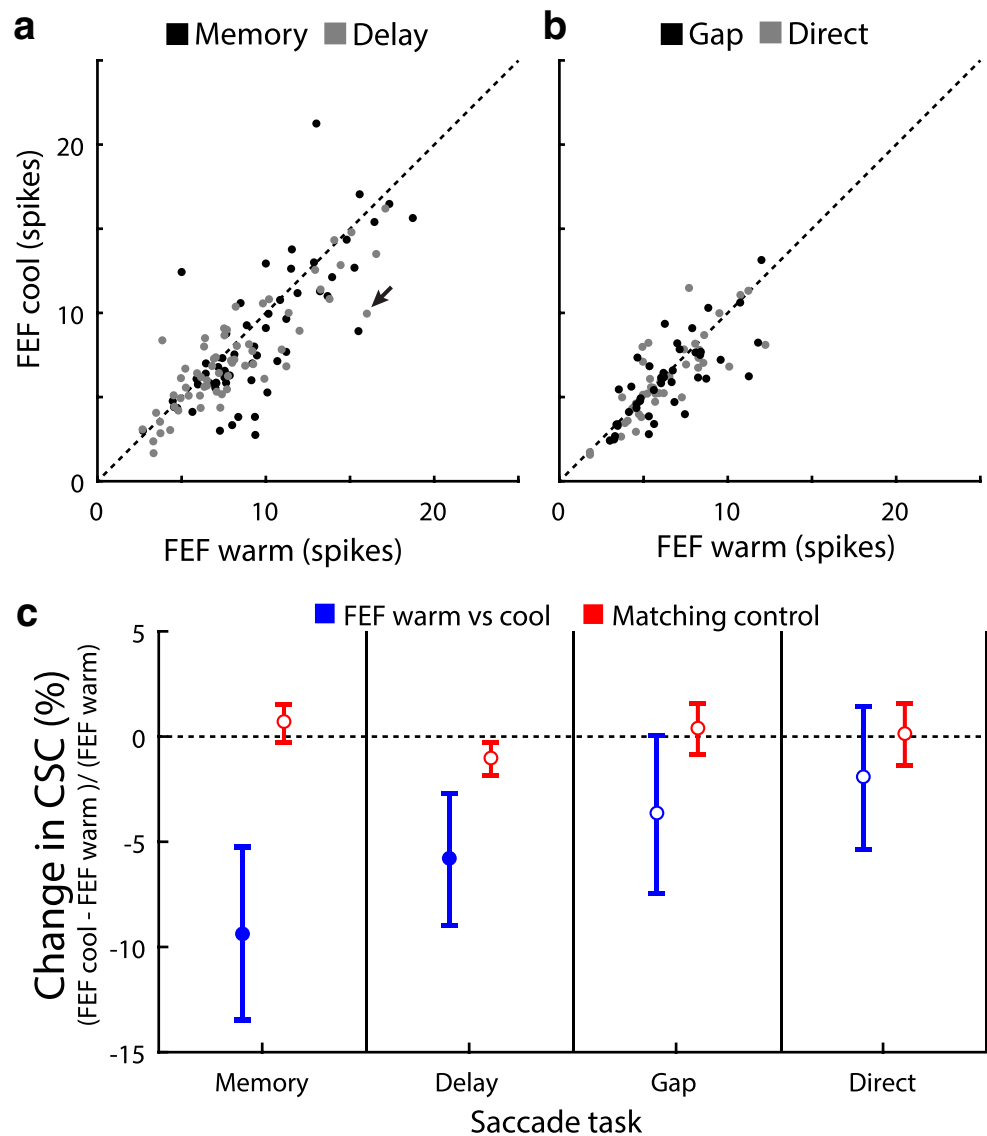 a
Memory Delay
b
Gap Direct
FEF cool (spikes)
20
10
0
0 10 20
FEF warm (spikes)
0 10 20
FEF warm (spikes)
c
FEF warm vs cool Matching control
Change in CSC (%)
(FEF cool - FEF warm )/ (FEF warm)
5
0
-5
-10
-15
Memory Delay Gap Direct
Saccade task